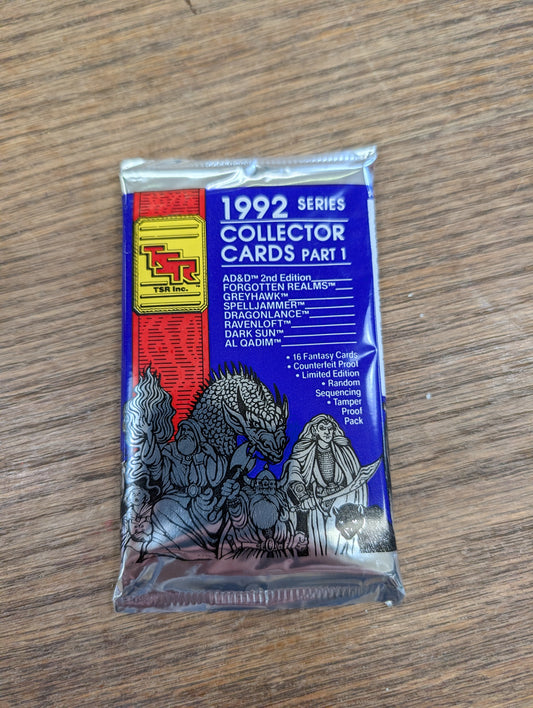 1992 SERIES
COLLECTOR
CARDS PART 1
TSR™
TSR Inc.
AD&D™ 2nd Edition
FORGOTTEN REALMS™
GREYHAWK™
SPELLJAMMER™
DRAGONLANCE™
RAVENLOFT™
DARK SUN™
AL QADIM™
• 16 Fantasy Cards
• Counterfeit Proof
• Limited Edition
• Random
Sequencing
• Tamper
Proof
Pack